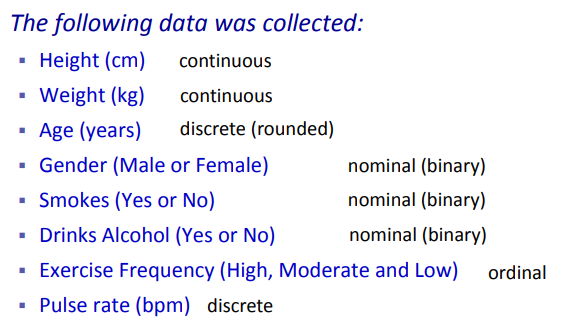 The following data was collected:
▪ Height (cm) continuous
▪ Weight (kg) continuous
▪ Age (years) discrete (rounded)
▪ Gender (Male or Female) nominal (binary)
▪ Smokes (Yes or No) nominal (binary)
▪ Drinks Alcohol (Yes or No) nominal (binary)
▪ Exercise Frequency (High, Moderate and Low) ordinal
▪ Pulse rate (bpm) discrete